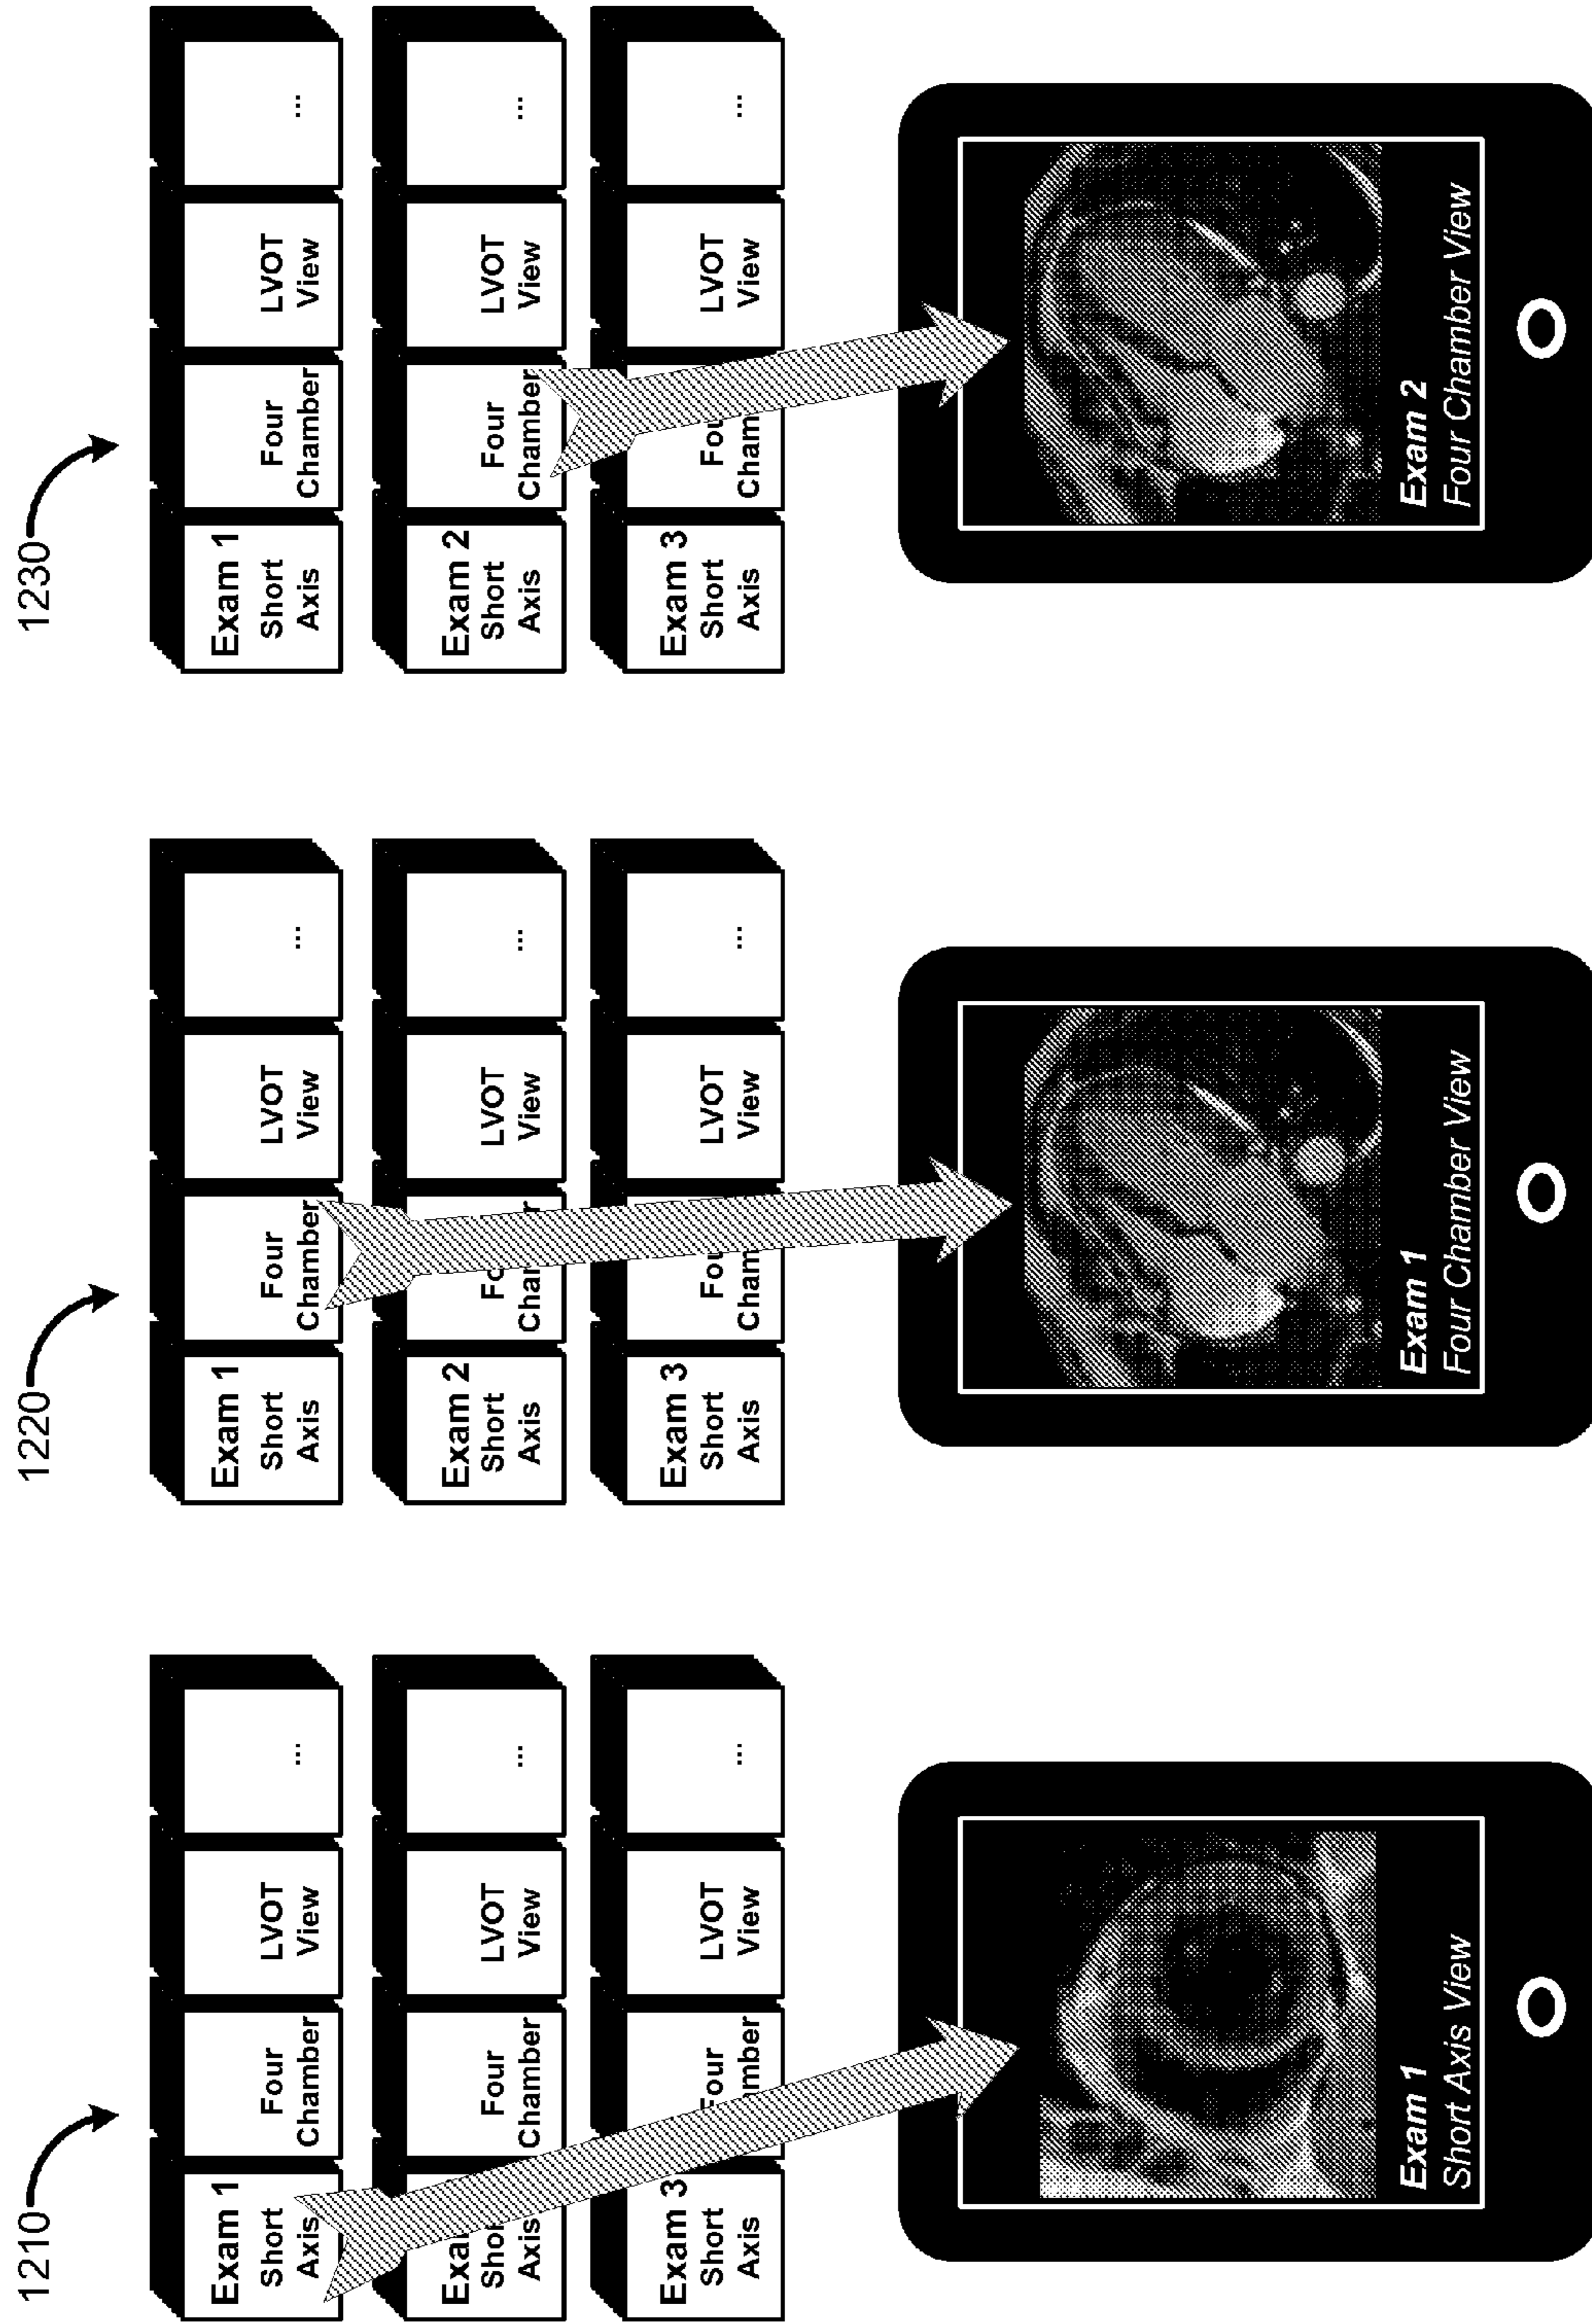 1210
Exam 1
Short
Axis
Four
Chamber
LVOT
View
...
Axis
Four
Chamber
LVOT
View
...
Exam 3
Short
Axis
Four
LVOT
View
...
Exam 1
Short Axis View
1220
Exam 1
Short
Axis
Four
Chamber
LVOT
View
...
Exam 2
Short
Axis
LVOT
View
...
Exam 3
Short
Axis
LVOT
View
...
Exam 1
Four Chamber View
1230
Exam 1
Short
Axis
Four
Chamber
LVOT
View
...
Exam 2
Short
Axis
Four
Chamber
LVOT
View
...
Exam 3
Short
Axis
LVOT
View
...
Exam 2
Four Chamber View